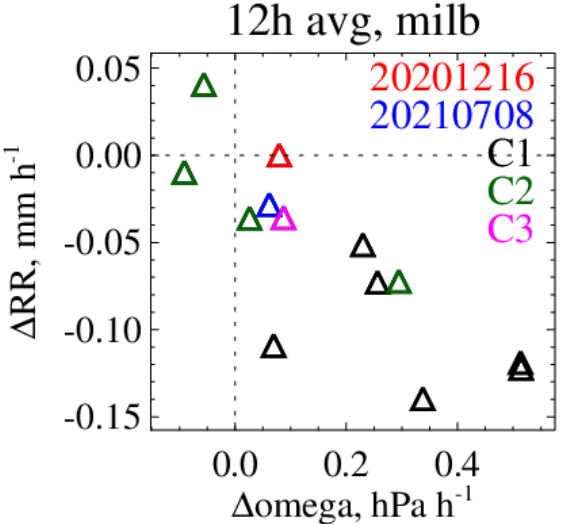 12h avg, milb
20201216
20210708
C1
C2
C3
0.05
0.00
-0.05
-0.10
-0.15
ΔRR, mm h⁻¹
0.0 0.2 0.4
Δomega, hPa h⁻¹